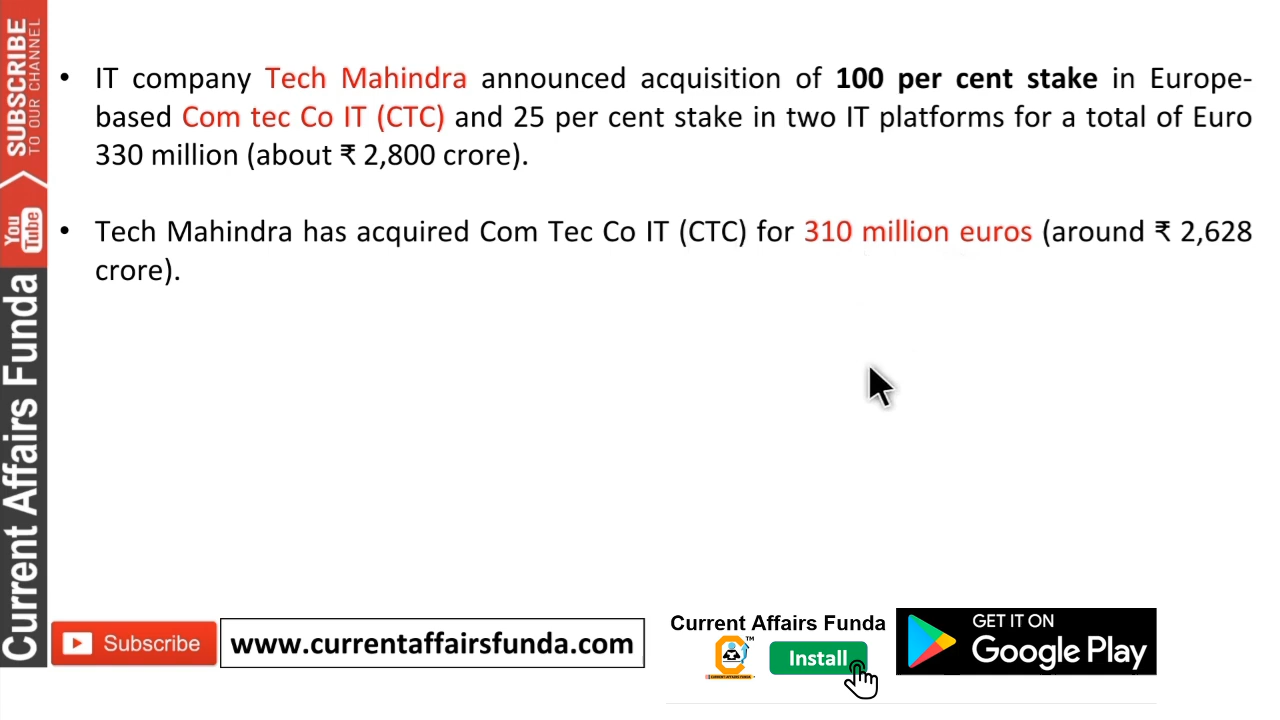 SUBSCRIBE
TO OUR CHANNEL
You
Tube
Current Affairs Funda
• IT company Tech Mahindra announced acquisition of 100 per cent stake in Europe-
based Com tec Co IT (CTC) and 25 per cent stake in two IT platforms for a total of Euro
330 million (about ₹ 2,800 crore).
• Tech Mahindra has acquired Com Tec Co IT (CTC) for 310 million euros (around ₹ 2,628
crore).
Subscribe
www.currentaffairsfunda.com
Current Affairs Funda
TM
Install
GET IT ON
Google Play